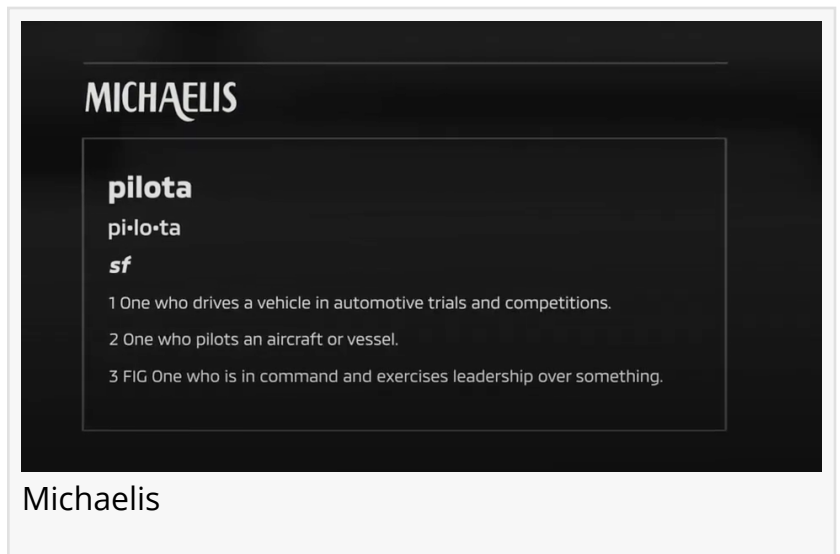 MICHAELIS
pilota
pi•lo•ta
sf
1 One who drives a vehicle in automotive trials and competitions.
2 One who pilots an aircraft or vessel.
3 FIG One who is in command and exercises leadership over something.
Michaelis